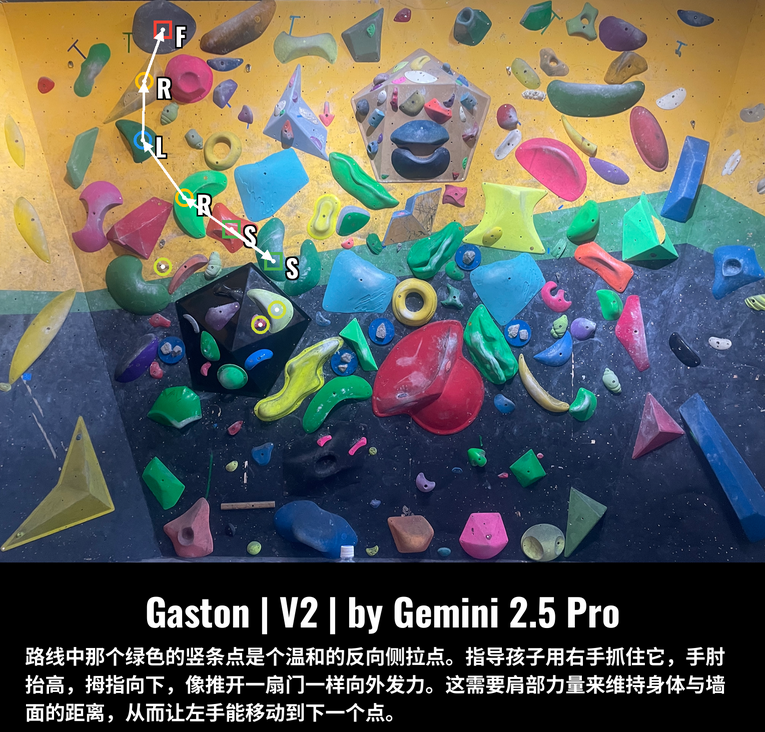 F
R
L
R
S
S
Gaston | V2 | by Gemini 2.5 Pro
路线中那个绿色的竖条点是个温和的反向侧拉点。指导孩子用右手抓住它，手肘
抬高，拇指向下，像推开一扇门一样向外发力。这需要肩部力量来维持身体与墙
面的距离，从而让左手能移动到下一个点。